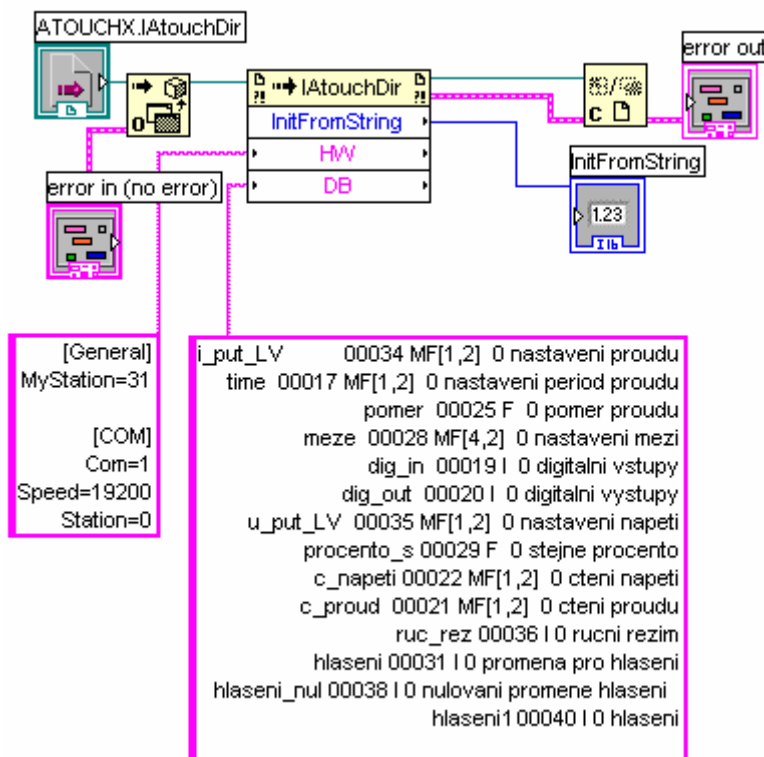 ATOUCHX.IAtouchDir
error out
IAtouchDir
InitFromString
HW
DB
C
InitFromString
1.23
I16
error in (no error)
[General]
MyStation=31
[COM]
Com=1
Speed=19200
Station=0
i_put_LV 00034 MF[1,2] 0 nastaveni proudu
time 00017 MF[1,2] 0 nastaveni period proudu
pomer 00025 F 0 pomer proudu
meze 00028 MF[4,2] 0 nastaveni mezi
dig_in 00019 I 0 digitalni vstupy
dig_out 00020 I 0 digitalni vystupy
u_put_LV 00035 MF[1,2] 0 nastaveni napeti
procento_s 00029 F 0 stejne procento
c_napeti 00022 MF[1,2] 0 cteni napeti
c_proud 00021 MF[1,2] 0 cteni proudu
ruc_rez 00036 I 0 rucni rezim
hlaseni 00031 I 0 promena pro hlaseni
hlaseni_nul 00038 I 0 nulovani promene hlaseni
hlaseni1 00040 I 0 hlaseni